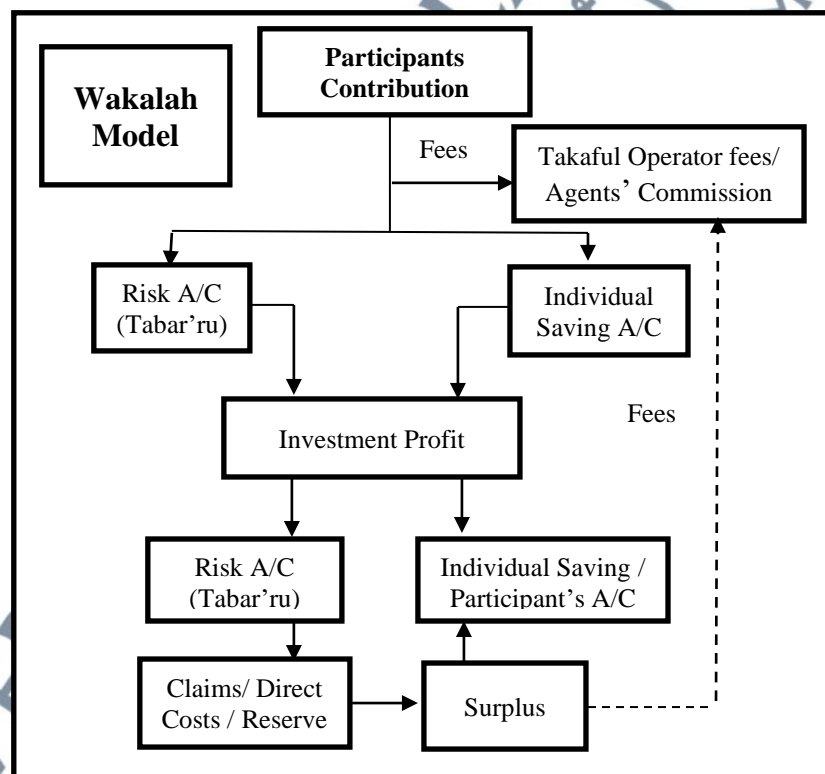 Wakalah
Model
Participants
Contribution
Fees
Takaful Operator fees/
Agents’ Commission
Risk A/C
(Tabar’ru)
Individual
Saving A/C
Investment Profit
Fees
Risk A/C
(Tabar’ru)
Individual Saving /
Participant’s A/C
Claims/ Direct
Costs / Reserve
Surplus